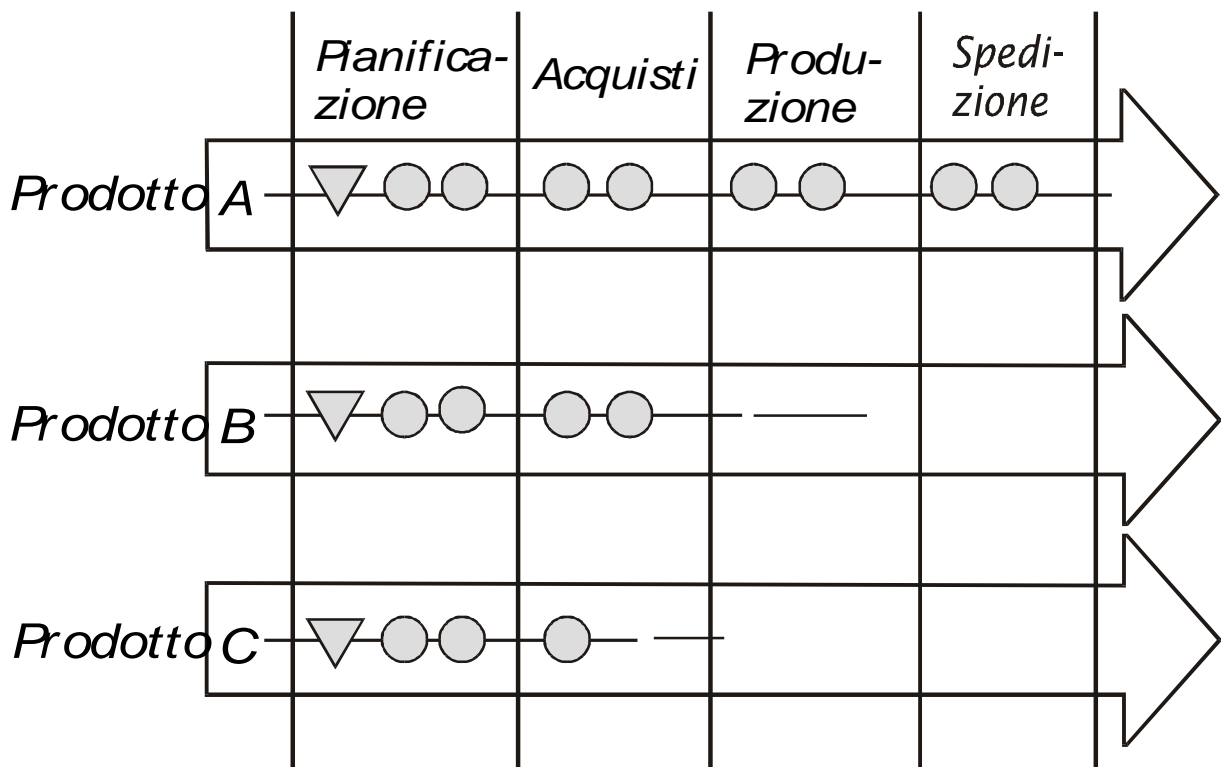 Pianifica-
zione
Acquisti
Produ-
zione
Spedi-
zione
Prodotto A
Prodotto B
Prodotto C